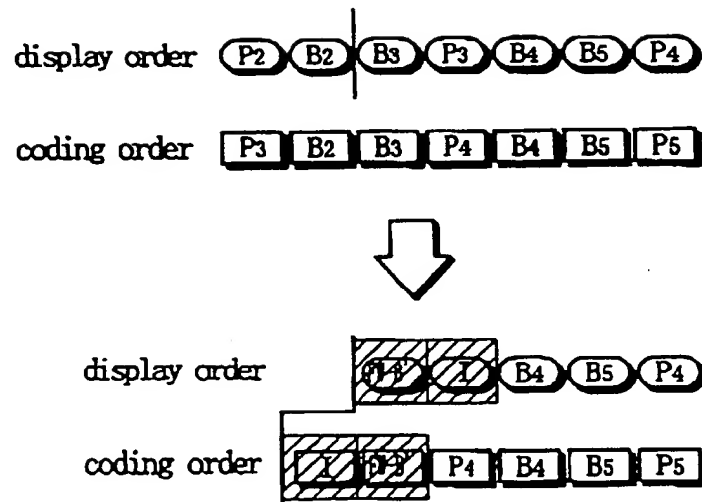 display order P2 B2 B3 P3 B4 B5 P4
coding order P3 B2 B3 P4 B4 B5 P5
display order I B4 B5 P4
coding order I P4 B4 B5 P5